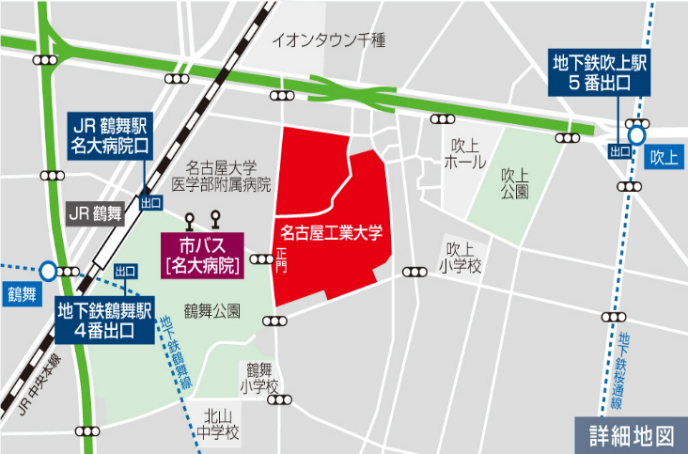 イオンタウン千種
地下鉄吹上駅
5番出口
JR鶴舞駅
名大病院口
出口
吹上
吹上
ホール
吹上
公園
名古屋大学
医学部附属病院
JR鶴舞
出口
名古屋工業大学
市バス
[名大病院]
正門
吹上
小学校
出口
鶴舞
地下鉄鶴舞駅
4番出口
鶴舞公園
地下鉄鶴舞線
地下鉄桜通線
JR中央本線
鶴舞
小学校
北山
中学校
詳細地図